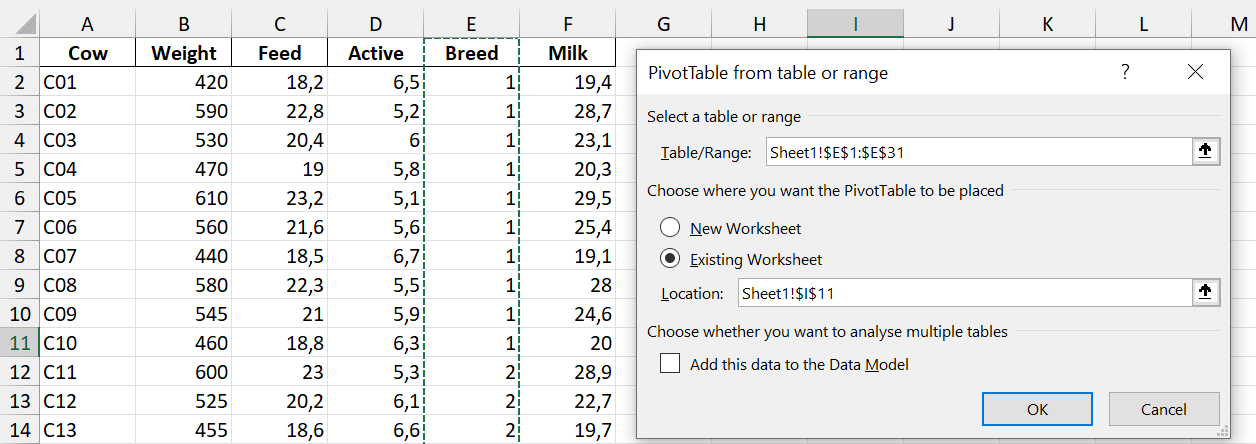 A B C D E F G H I J K L M
1 Cow Weight Feed Active Breed Milk
2 C01 420 18,2 6,5 1 19,4
3 C02 590 22,8 5,2 1 28,7
4 C03 530 20,4 6 1 23,1
5 C04 470 19 5,8 1 20,3
6 C05 610 23,2 5,1 1 29,5
7 C06 560 21,6 5,6 1 25,4
8 C07 440 18,5 6,7 1 19,1
9 C08 580 22,3 5,5 1 28
10 C09 545 21 5,9 1 24,6
11 C10 460 18,8 6,3 1 20
12 C11 600 23 5,3 2 28,9
13 C12 525 20,2 6,1 2 22,7
14 C13 455 18,6 6,6 2 19,7
PivotTable from table or range ?
Select a table or range
Table/Range: Sheet1!$E$1:$E$31
Choose where you want the PivotTable to be placed
New Worksheet
Existing Worksheet
Location: Sheet1!$I$11
Choose whether you want to analyse multiple tables
Add this data to the Data Model
OK Cancel